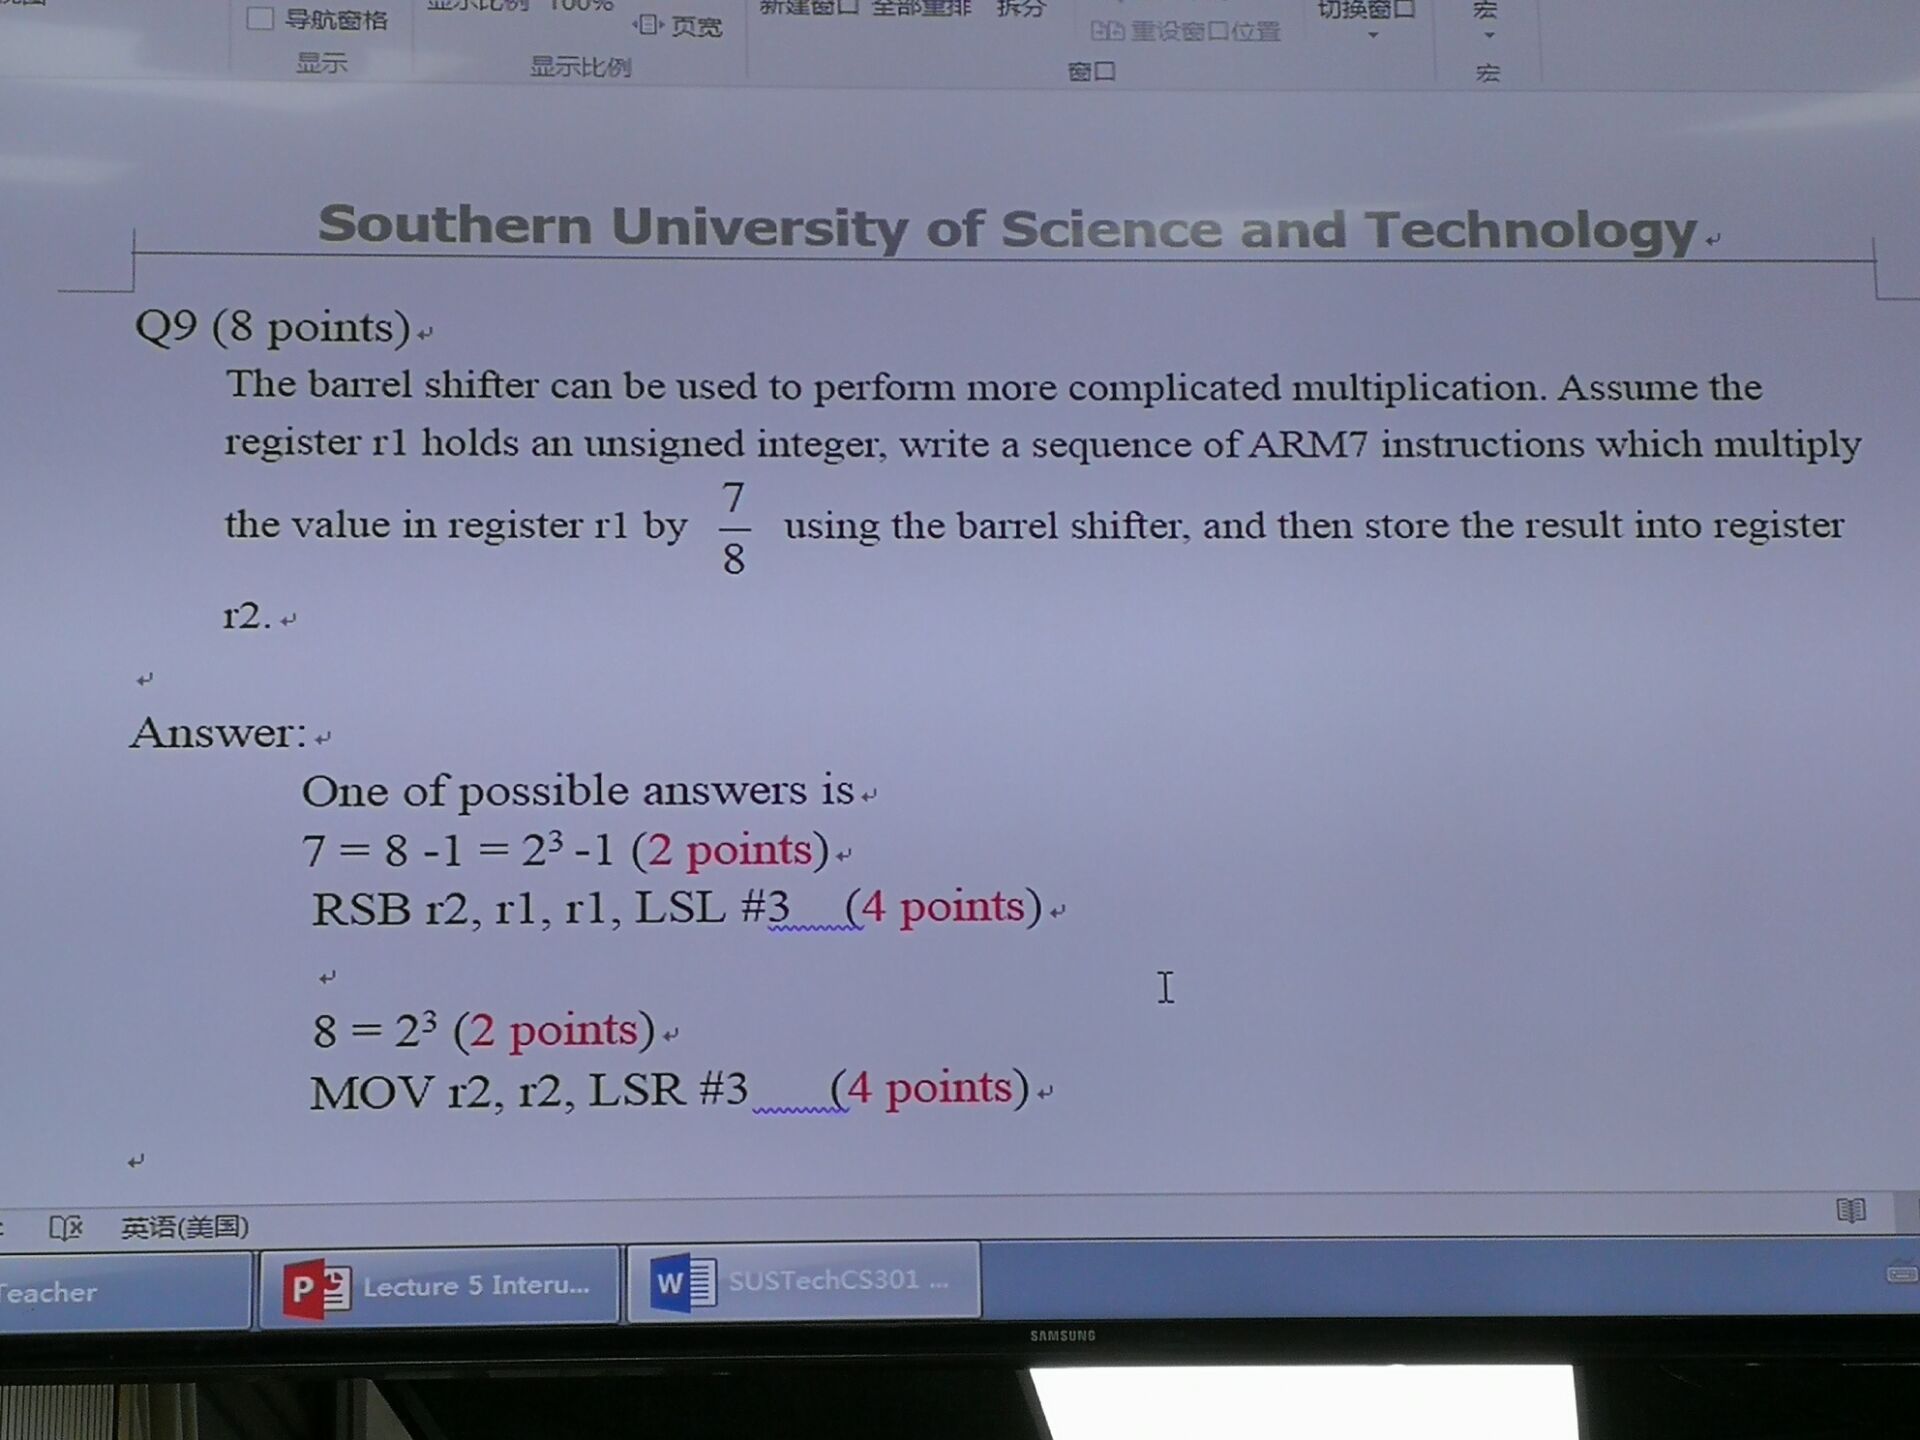 导航窗格
显示比例 100%
页宽
新建窗口 全部重排 拆分
重设窗口位置
切换窗口
宏
显示
显示比例
窗口
宏
Southern University of Science and Technology
Q9 (8 points)
The barrel shifter can be used to perform more complicated multiplication. Assume the
register r1 holds an unsigned integer, write a sequence of ARM7 instructions which multiply
the value in register r1 by 7/8 using the barrel shifter, and then store the result into register
r2.
Answer:
One of possible answers is
7 = 8 -1 = 2³ -1 (2 points)
RSB r2, r1, r1, LSL #3 (4 points)
8 = 2³ (2 points)
MOV r2, r2, LSR #3 (4 points)
英语(美国)
Teacher
Lecture 5 Interu...
SUSTechCS301 ...
SAMSUNG